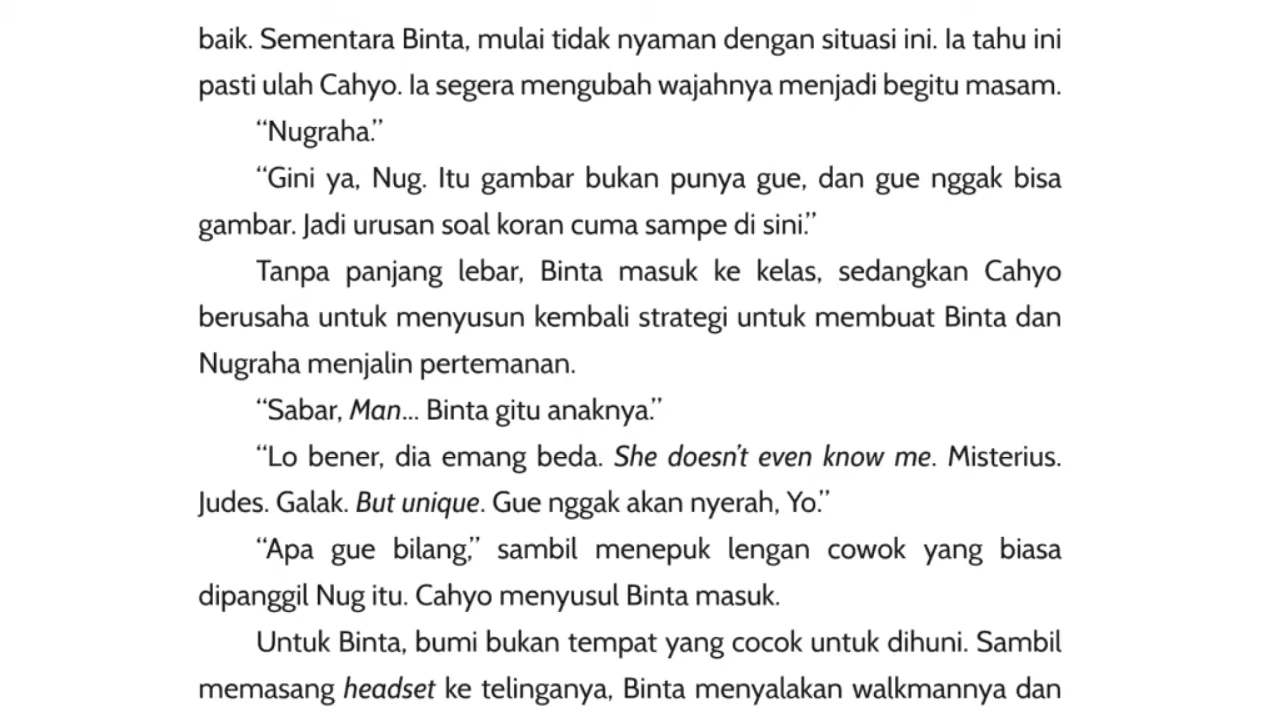 baik. Sementara Binta, mulai tidak nyaman dengan situasi ini. Ia tahu ini
pasti ulah Cahyo. Ia segera mengubah wajahnya menjadi begitu masam.
“Nugraha.”
“Gini ya, Nug. Itu gambar bukan punya gue, dan gue nggak bisa
gambar. Jadi urusan soal koran cuma sampe di sini.”
Tanpa panjang lebar, Binta masuk ke kelas, sedangkan Cahyo
berusaha untuk menyusun kembali strategi untuk membuat Binta dan
Nugraha menjalin pertemanan.
“Sabar, Man... Binta gitu anaknya.”
“Lo bener, dia emang beda. She doesn’t even know me. Misterius.
Judes. Galak. But unique. Gue nggak akan nyerah, Yo.”
“Apa gue bilang,” sambil menepuk lengan cowok yang biasa
dipanggil Nug itu. Cahyo menyusul Binta masuk.
Untuk Binta, bumi bukan tempat yang cocok untuk dihuni. Sambil
memasang headset ke telinganya, Binta menyalakan walkmannya dan